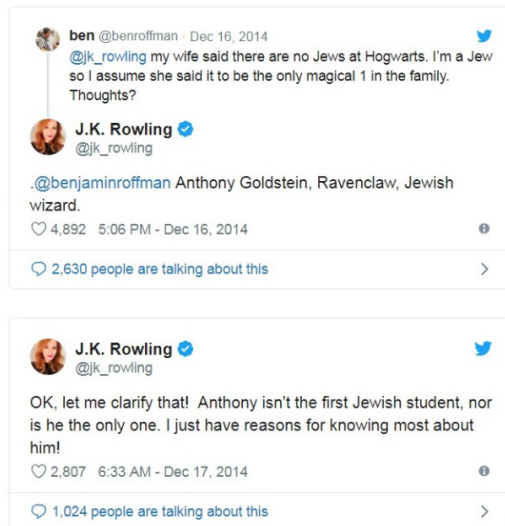 ben @benroffman · Dec 16, 2014
@jk_rowling my wife said there are no Jews at Hogwarts. I'm a Jew
so I assume she said it to be the only magical 1 in the family.
Thoughts?
J.K. Rowling
@jk_rowling
.@benjaminroffman Anthony Goldstein, Ravenclaw, Jewish
wizard.
4,892 5:06 PM - Dec 16, 2014
2,630 people are talking about this
J.K. Rowling
@jk_rowling
OK, let me clarify that! Anthony isn't the first Jewish student, nor
is he the only one. I just have reasons for knowing most about
him!
2,807 6:33 AM - Dec 17, 2014
1,024 people are talking about this